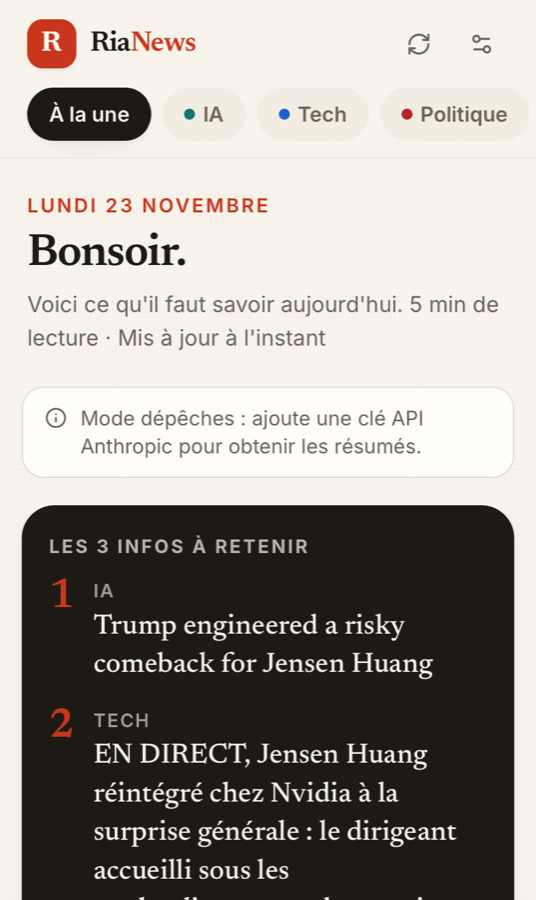 R RiaNews
À la une IA Tech Politique
LUNDI 23 NOVEMBRE
Bonsoir.
Voici ce qu'il faut savoir aujourd'hui. 5 min de
lecture · Mis à jour à l'instant
Mode dépêches : ajoute une clé API
Anthropic pour obtenir les résumés.
LES 3 INFOS À RETENIR
1 IA
Trump engineered a risky
comeback for Jensen Huang
2 TECH
EN DIRECT, Jensen Huang
réintégré chez Nvidia à la
surprise générale : le dirigeant
accueilli sous les